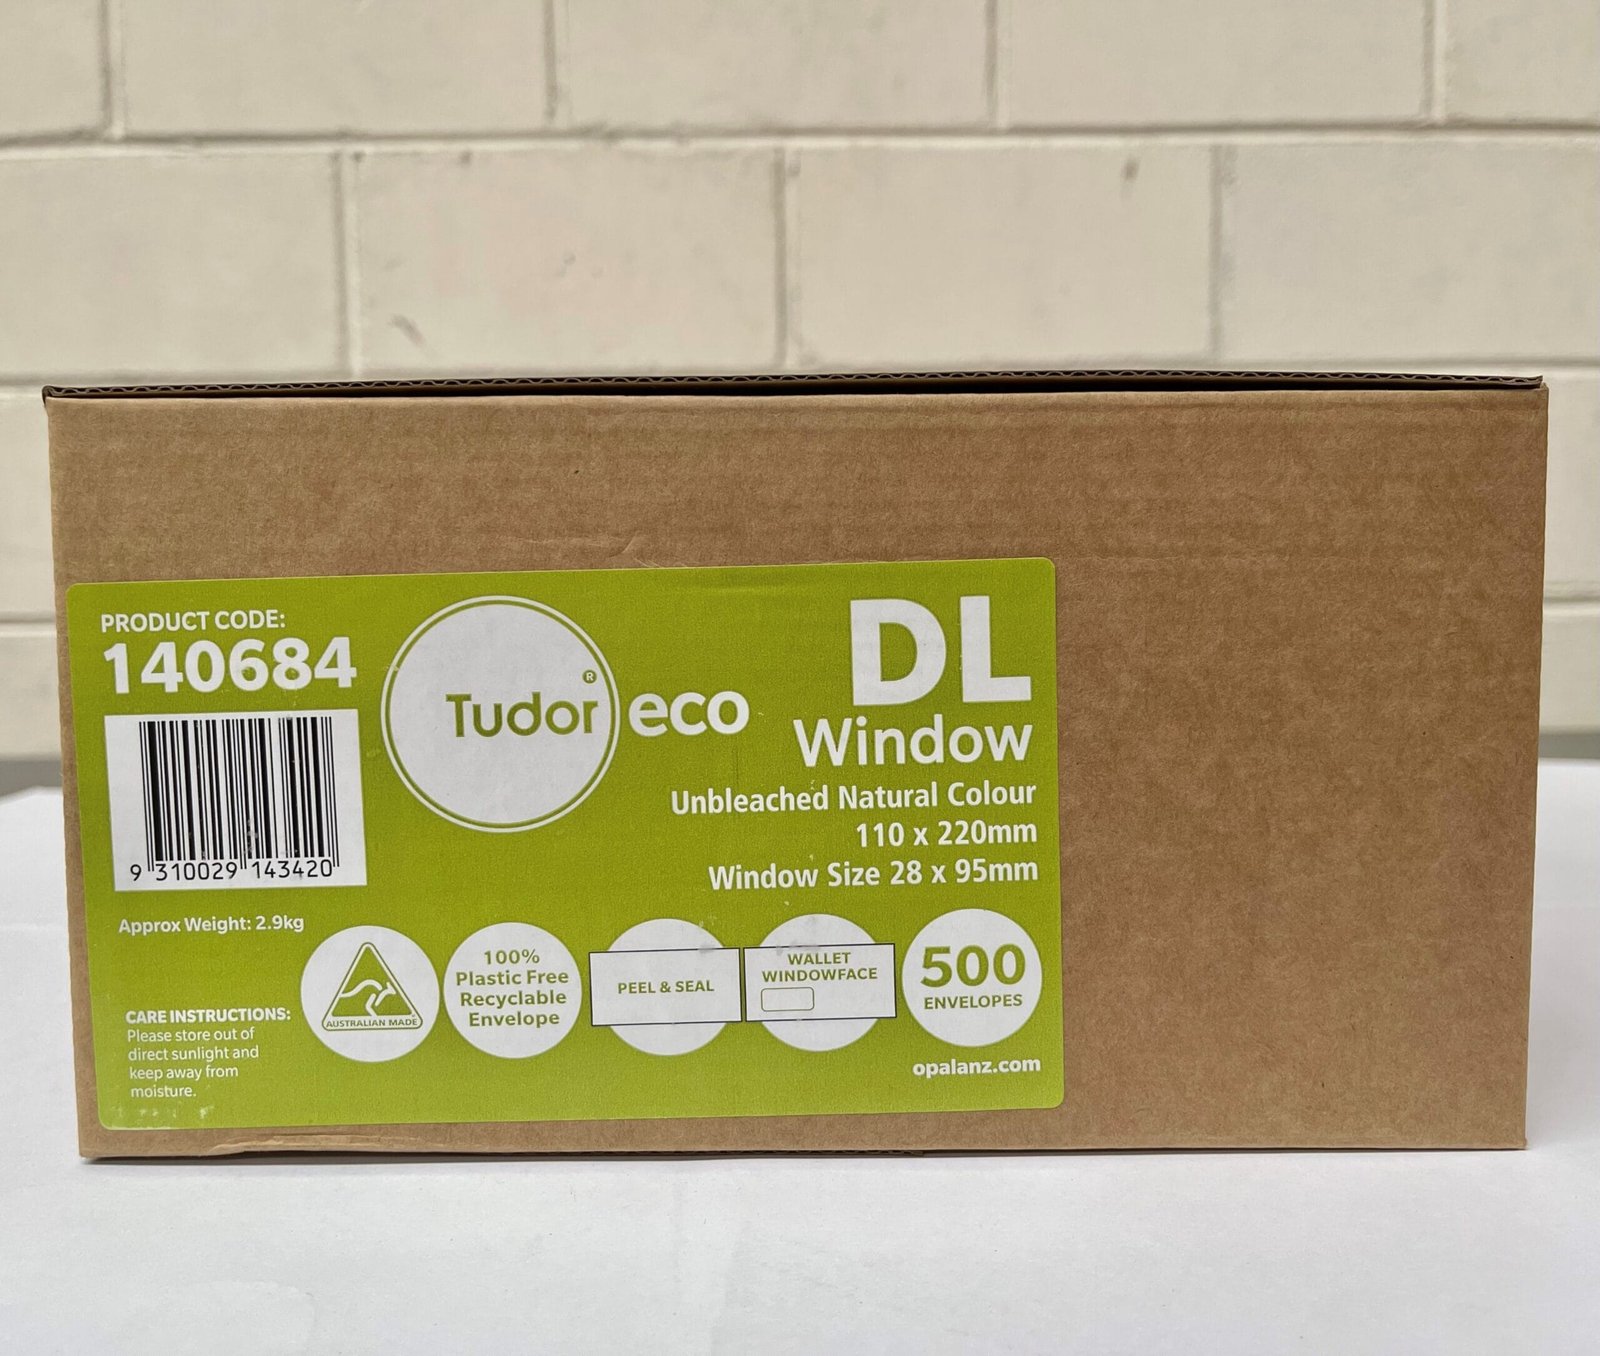 PRODUCT CODE:
140684
9 310029 143420
Approx Weight: 2.9kg
Tudor® eco
DL
Window
Unbleached Natural Colour
110 x 220mm
Window Size 28 x 95mm
AUSTRALIAN MADE
100%
Plastic Free
Recyclable
Envelope
PEEL & SEAL
WALLET
WINDOWFACE
500
ENVELOPES
CARE INSTRUCTIONS:
Please store out of
direct sunlight and
keep away from
moisture.
opalanz.com